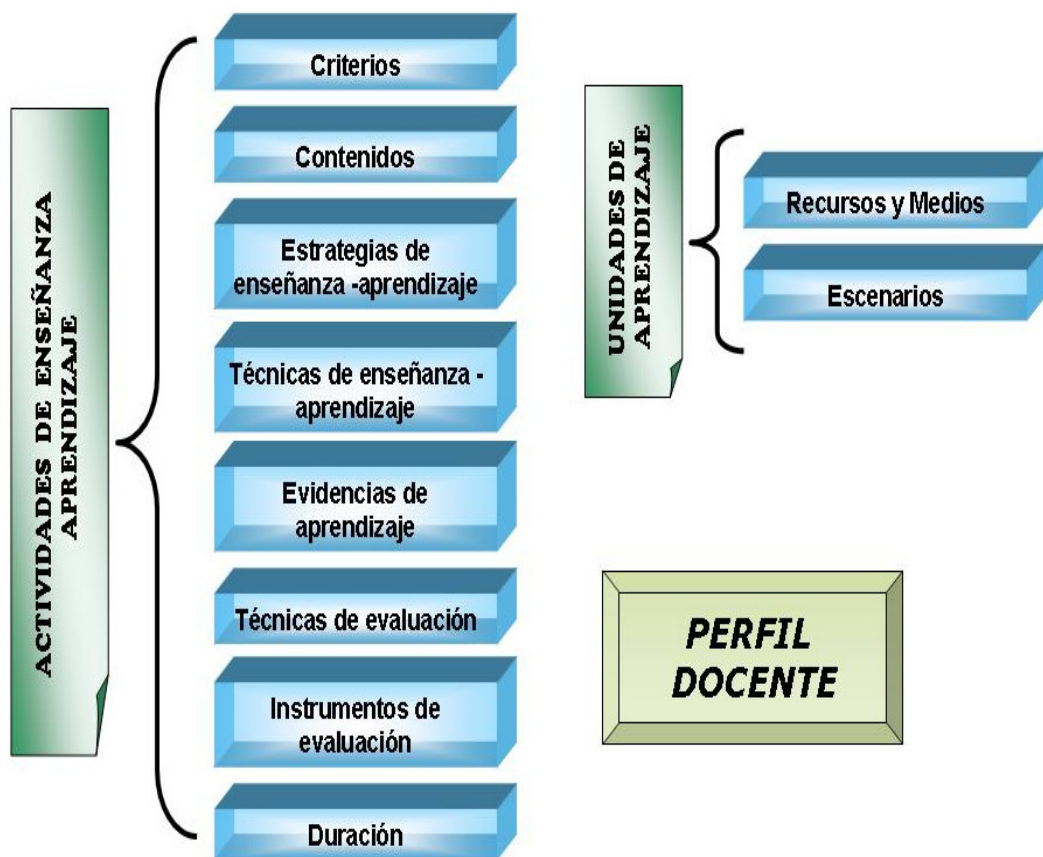 ACTIVIDADES DE ENSEÑANZA
APRENDIZAJE
Criterios
Contenidos
Estrategias de
enseñanza -aprendizaje
Técnicas de enseñanza -
aprendizaje
Evidencias de
aprendizaje
Técnicas de evaluación
Instrumentos de
evaluación
Duración
UNIDADES DE
APRENDIZAJE
Recursos y Medios
Escenarios
PERFIL
DOCENTE